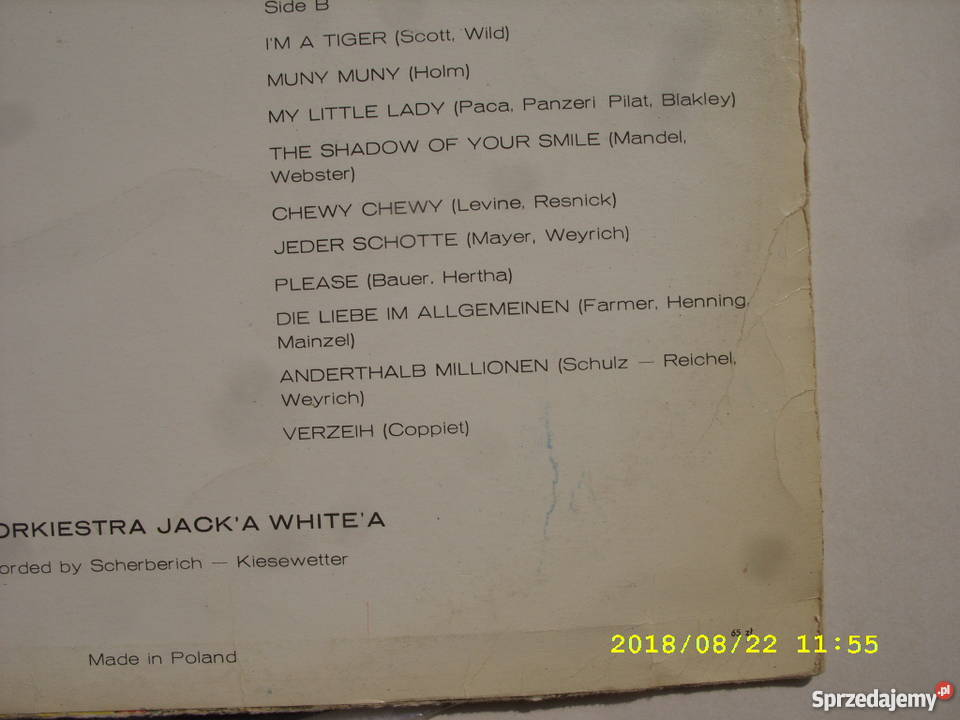 Side B
I'M A TIGER (Scott, Wild)
MUNY MUNY (Holm)
MY LITTLE LADY (Paca, Panzeri Pilat, Blakley)
THE SHADOW OF YOUR SMILE (Mandel,
Webster)
CHEWY CHEWY (Levine, Resnick)
JEDER SCHOTTE (Mayer, Weyrich)
PLEASE (Bauer, Hertha)
DIE LIEBE IM ALLGEMEINEN (Farmer, Henning,
Mainzel)
ANDERTHALB MILLIONEN (Schulz — Reichel,
Weyrich)
VERZEIH (Coppiet)
ORKIESTRA JACK'A WHITE'A
orded by Scherberich — Kiesewetter
65 zł
Made in Poland
2018/08/22 11:55
Sprzedajemy.pl